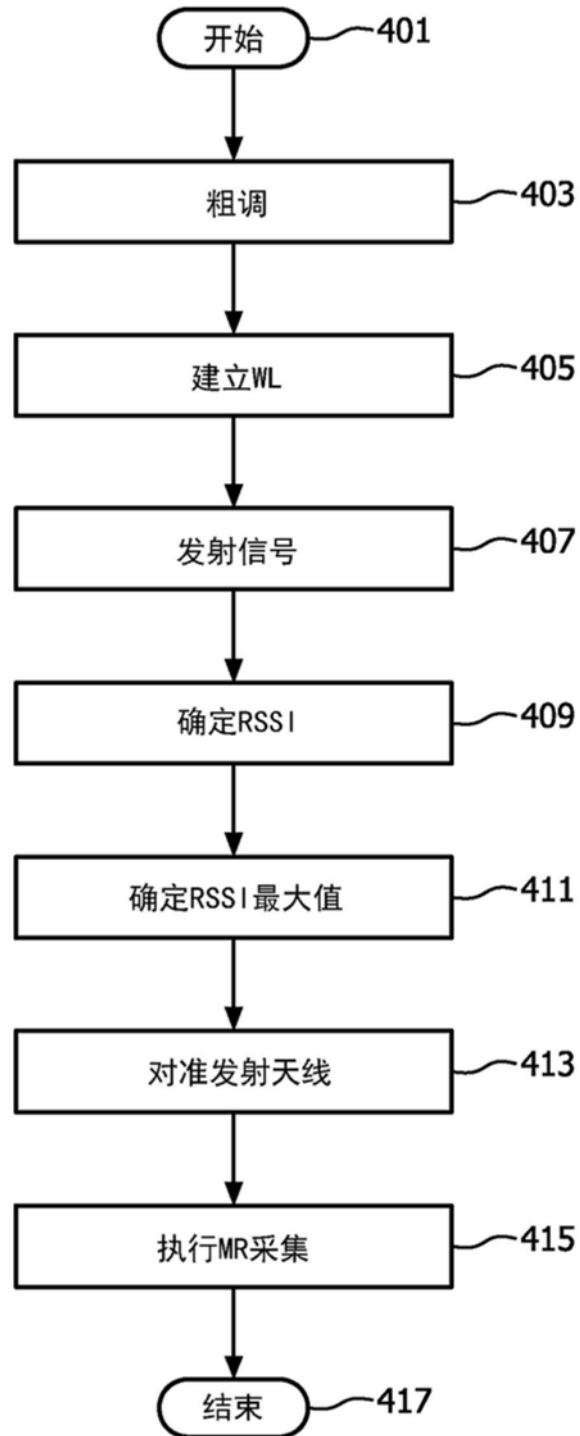 开始 401
粗调 403
建立WL 405
发射信号 407
确定RSSI 409
确定RSSI最大值 411
对准发射天线 413
执行MR采集 415
结束 417